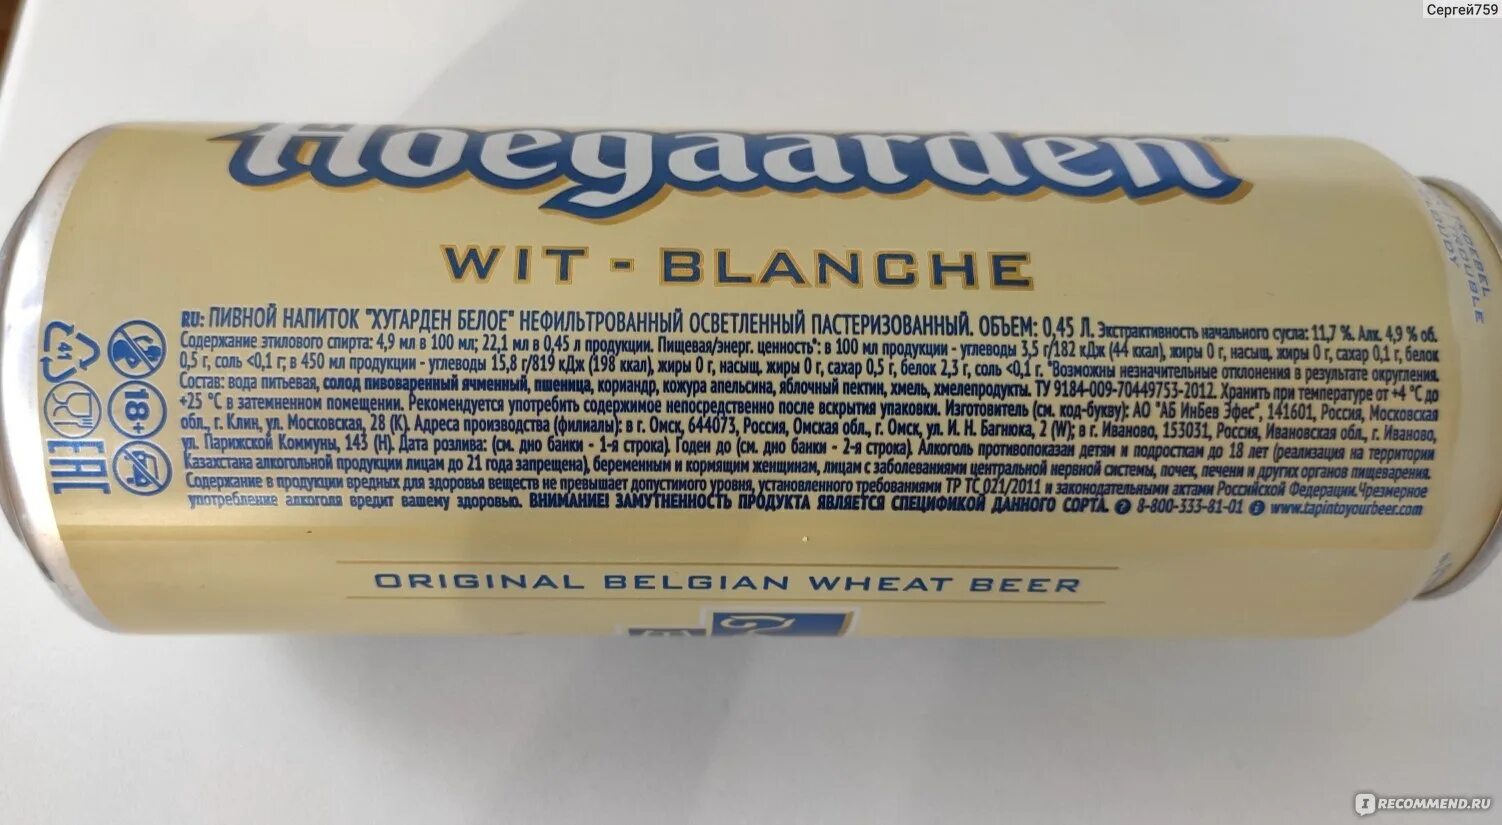 Сергей759
Hoegaarden®
WIT - BLANCHE
RU: ПИВНОЙ НАПИТОК "ХУГАРДЕН БЕЛОЕ" НЕФИЛЬТРОВАННЫЙ ОСВЕТЛЕННЫЙ ПАСТЕРИЗОВАННЫЙ. ОБЪЕМ: 0,45 Л. Экстрактивность начального сусла: 11,7 %. Алк. 4,9 % об.
Содержание этилового спирта: 4,9 мл в 100 мл; 22,1 мл в 0,45 л продукции. Пищевая/энерг. ценность*: в 100 мл продукции - углеводы 3,5 г/182 кДж (44 ккал), жиры 0 г, насыщ. жиры 0 г, сахар 0,1 г, белок
0,5 г, соль <0,1 г; в 450 мл продукции - углеводы 15,8 г/819 кДж (198 ккал), жиры 0 г, насыщ. жиры 0 г, сахар 0,5 г, белок 2,3 г, соль <0,1 г. *Возможны незначительные отклонения в результате округления.
Состав: вода питьевая, солод пивоваренный ячменный, пшеница, кориандр, кожура апельсина, яблочный пектин, хмель, хмелепродукты. ТУ 9184-009-70449753-2012. Хранить при температуре от +4 °С до
+25 °С в затемненном помещении. Рекомендуется употребить содержимое непосредственно после вскрытия упаковки. Изготовитель (см. код-букву): АО "АБ ИнБев Эфес", 141601, Россия, Московская
обл., г. Клин, ул. Московская, 28 (K). Адреса производства (филиалы): в г. Омск, 644073, Россия, Омская обл., г. Омск, ул. И. Н. Багнюка, 2 (W); в г. Иваново, 153031, Россия, Ивановская обл., г. Иваново,
ул. Парижской Коммуны, 143 (H). Дата розлива: (см. дно банки - 1-я строка). Годен до (см. дно банки - 2-я строка). Алкоголь противопоказан детям и подросткам до 18 лет (реализация на территории
Казахстана алкогольной продукции лицам до 21 года запрещена), беременным и кормящим женщинам, лицам с заболеваниями центральной нервной системы, почек, печени и других органов пищеварения.
Содержание в продукции вредных для здоровья веществ не превышает допустимого уровня, установленного требованиями ТР ТС 021/2011 и законодательными актами Российской Федерации. Чрезмерное
употребление алкоголя вредит вашему здоровью. ВНИМАНИЕ! ЗАМУТНЕННОСТЬ ПРОДУКТА ЯВЛЯЕТСЯ СПЕЦИФИКОЙ ДАННОГО СОРТА. 8-800-333-81-01 www.tapintoyourbeer.com
41
18+
EAC
ORIGINAL BELGIAN WHEAT BEER
TROUBLE
CLOUDY
IRECOMMEND.RU